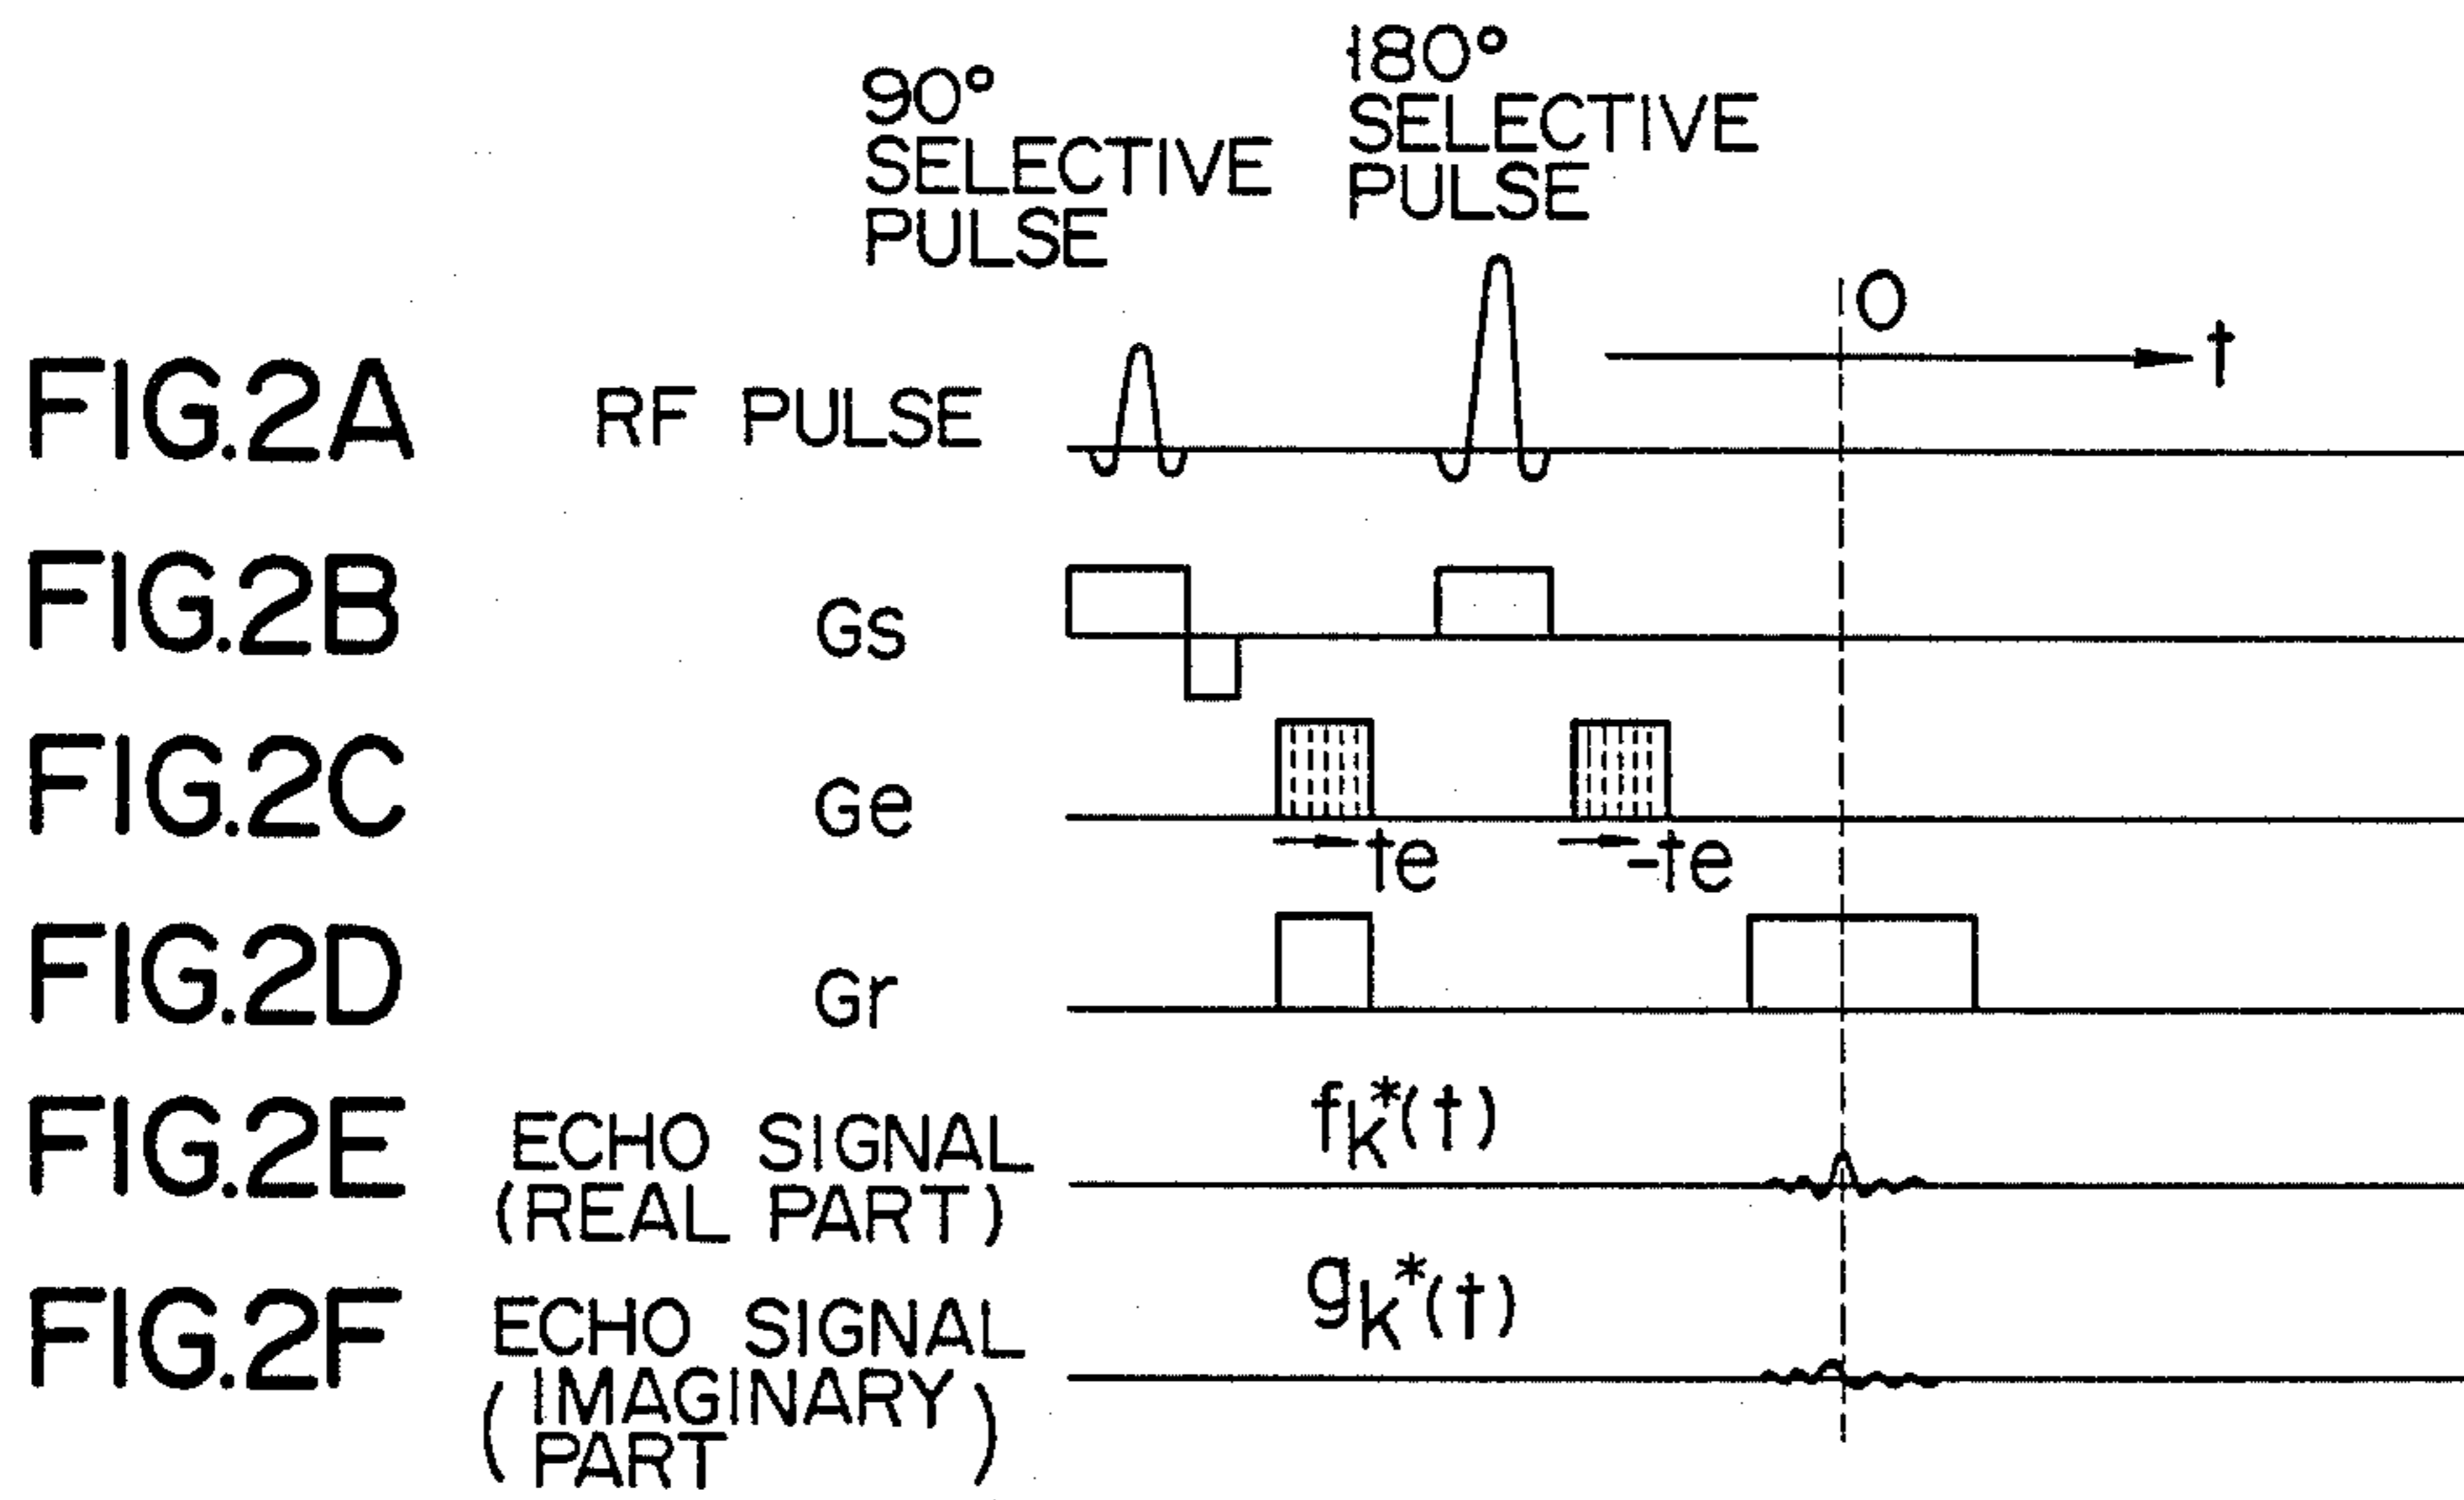 90°
SELECTIVE
PULSE
180°
SELECTIVE
PULSE
0
t
FIG.2A RF PULSE
FIG.2B Gs
FIG.2C Ge
te
-te
FIG.2D Gr
FIG.2E ECHO SIGNAL
(REAL PART)
fk*(t)
FIG.2F ECHO SIGNAL
(IMAGINARY
PART)
gk*(t)